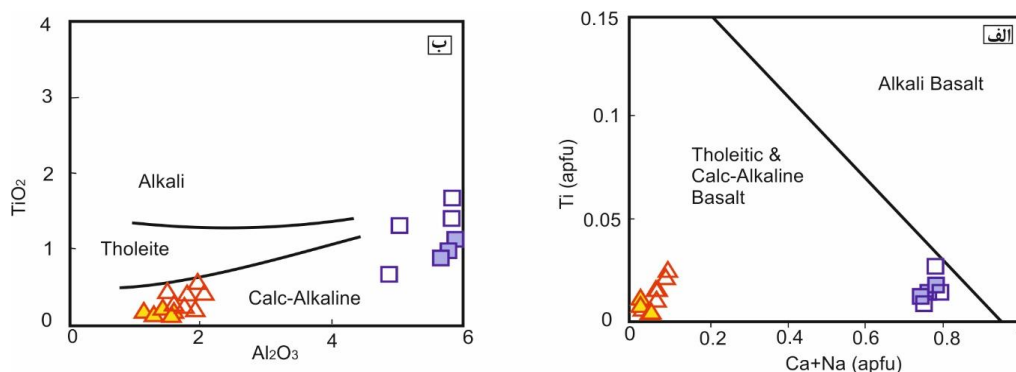 ب
4
3
2
1
0
TiO2
Alkali
Tholeite
Calc-Alkaline
0 2 4 6
Al2O3
الف
0.15
0.1
0.05
0
Ti (apfu)
Alkali Basalt
Tholeitic &
Calc-Alkaline
Basalt
0 0.2 0.4 0.6 0.8
Ca+Na (apfu)